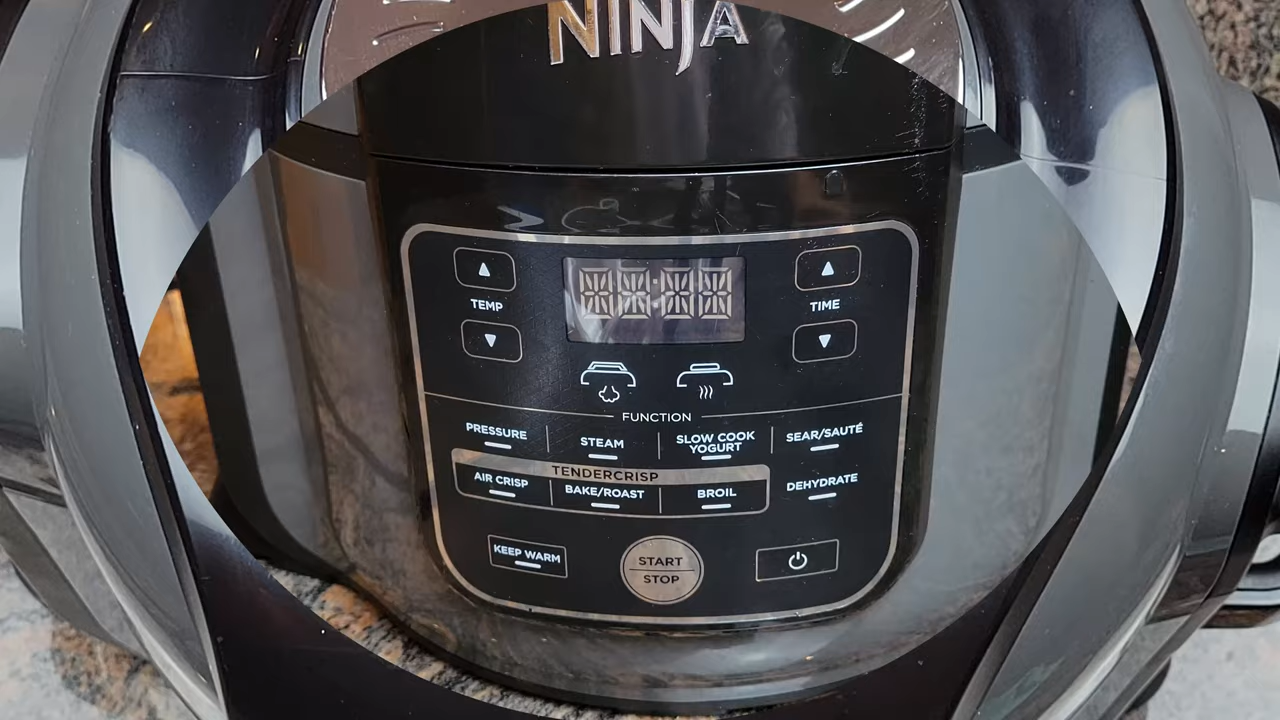 NINJA
TEMP
TIME
FUNCTION
PRESSURE
STEAM
SLOW COOK
YOGURT
SEAR/SAUTÉ
TENDERCRISP
AIR CRISP
BAKE/ROAST
BROIL
DEHYDRATE
KEEP WARM
START
STOP